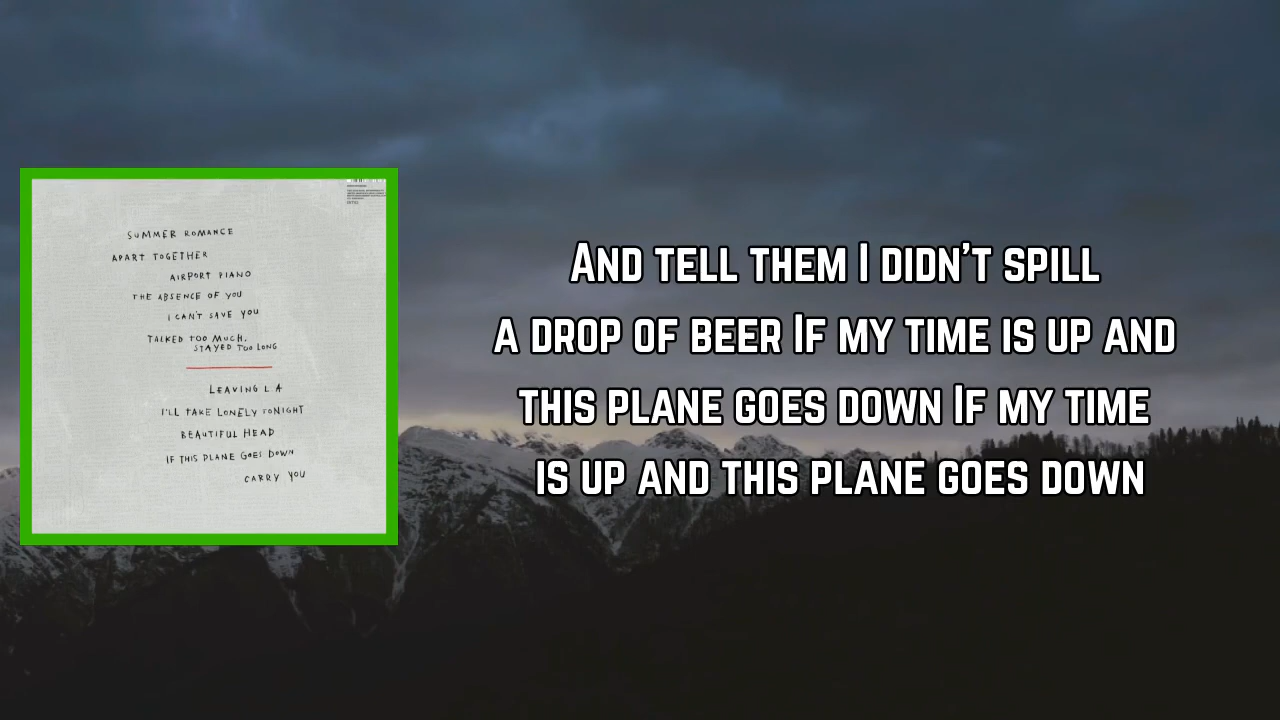 SUMMER ROMANCE
APART TOGETHER
AIRPORT PIANO
THE ABSENCE OF YOU
I CAN'T SAVE YOU
TALKED TOO MUCH,
STAYED TOO LONG
LEAVING L A
I'LL TAKE LONELY TONIGHT
BEAUTIFUL HEAD
IF THIS PLANE GOES DOWN
CARRY YOU
And tell them I didn't spill
a drop of beer If my time is up and
this plane goes down If my time
is up and this plane goes down